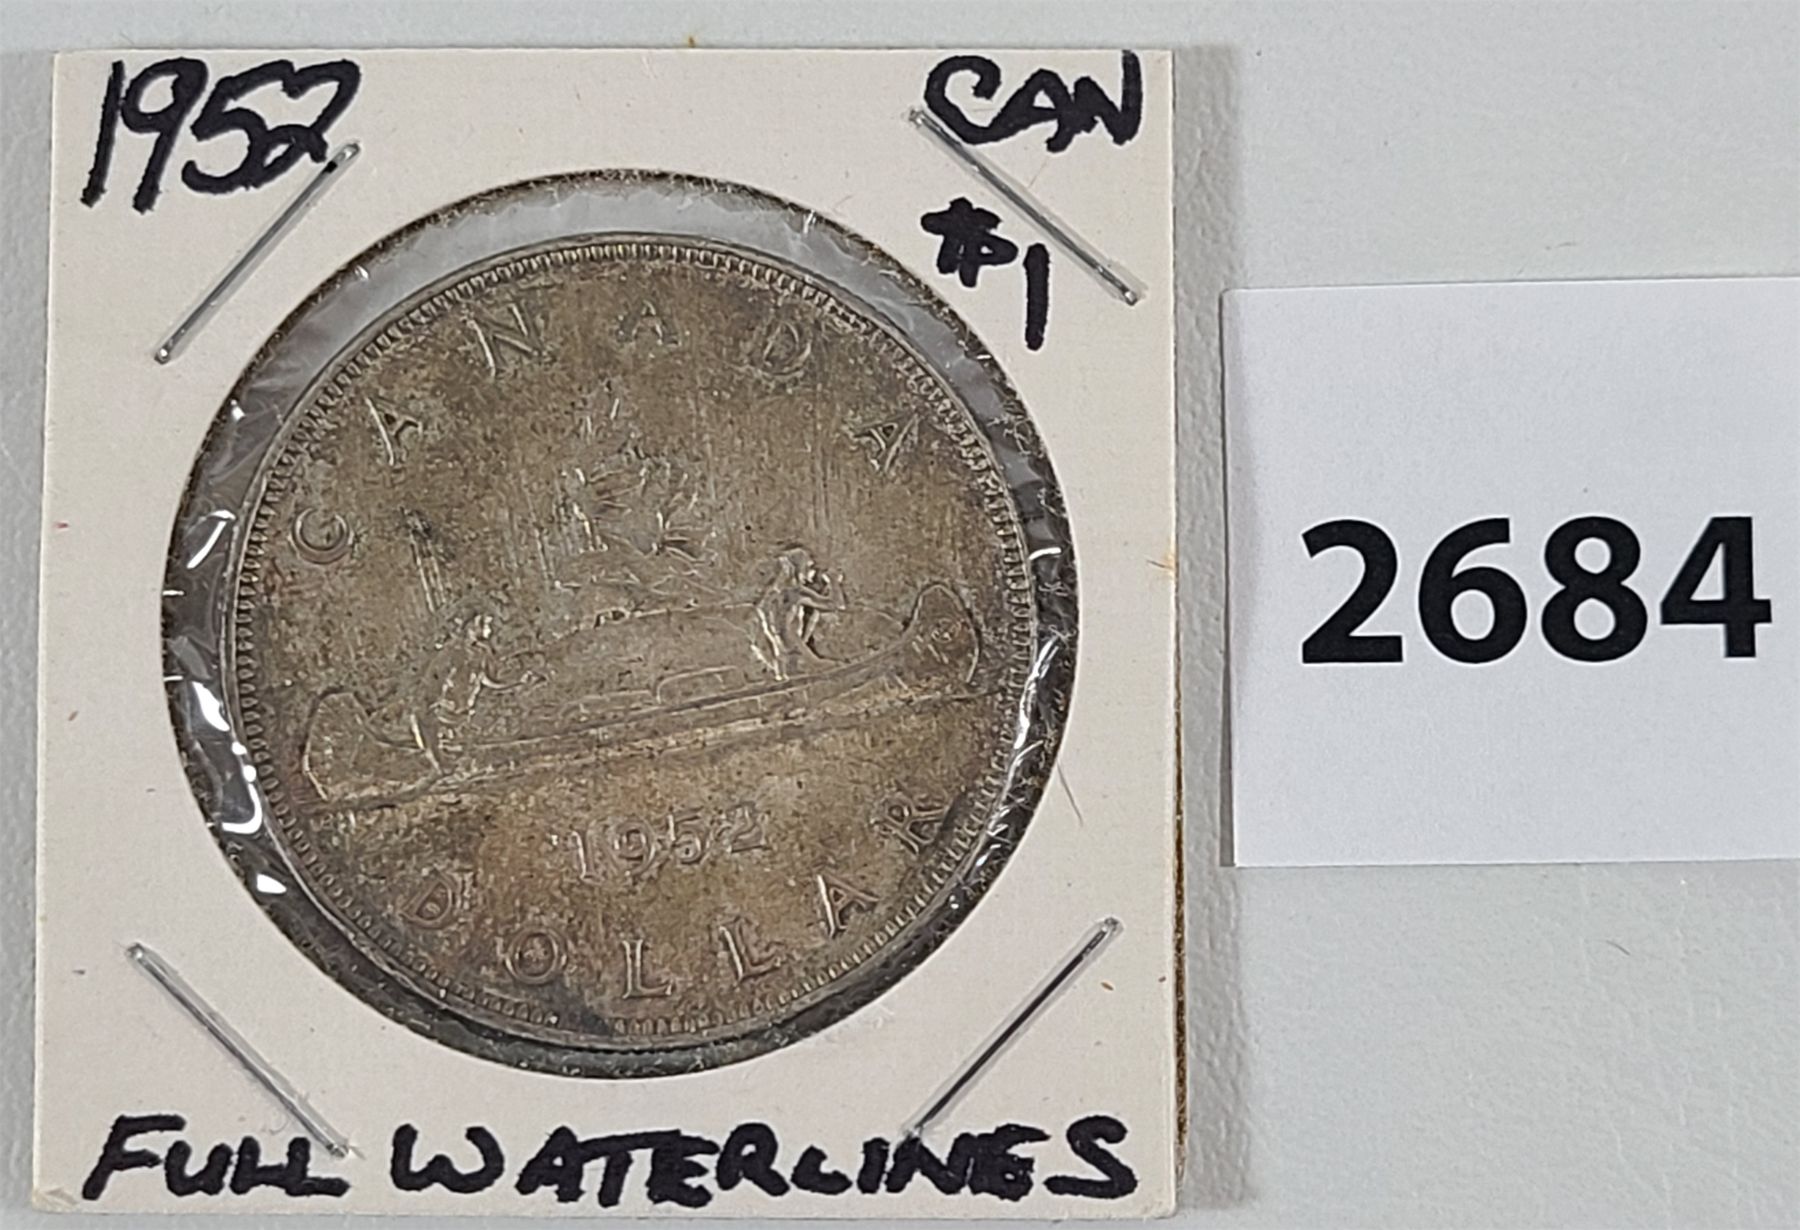 1952 CAN
$1
CANADA
1952
DOLLAR
FULL WATERLINES
2684